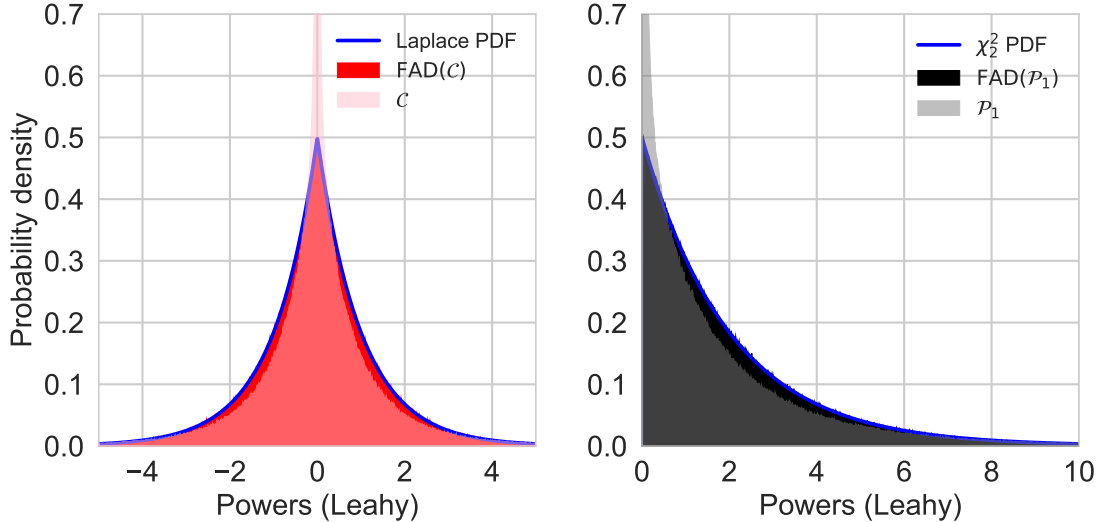 Probability density
0.7
0.6
0.5
0.4
0.3
0.2
0.1
0.0
Laplace PDF
FAD(𝒞)
𝒞
−4 −2 0 2 4
Powers (Leahy)
0.7
0.6
0.5
0.4
0.3
0.2
0.1
0.0
χ₂² PDF
FAD(𝒫₁)
𝒫₁
0 2 4 6 8 10
Powers (Leahy)